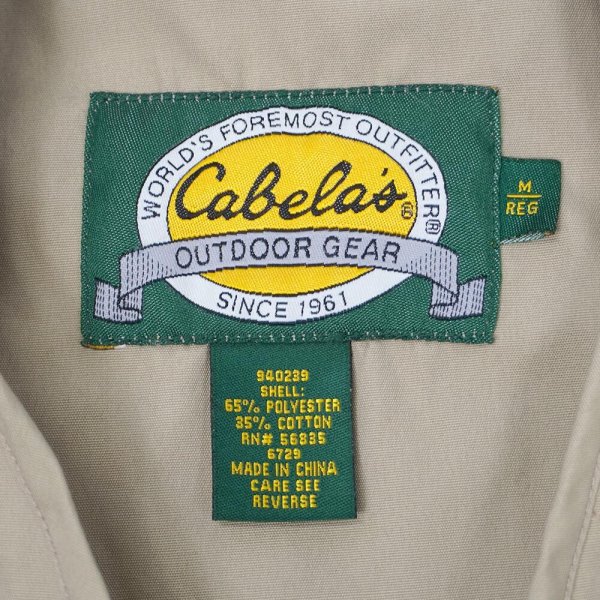 WORLD'S FOREMOST OUTFITTER®
Cabela's®
OUTDOOR GEAR
SINCE 1961
M
REG
940239
SHELL:
65% POLYESTER
35% COTTON
RN# 56835
6729
MADE IN CHINA
CARE SEE
REVERSE